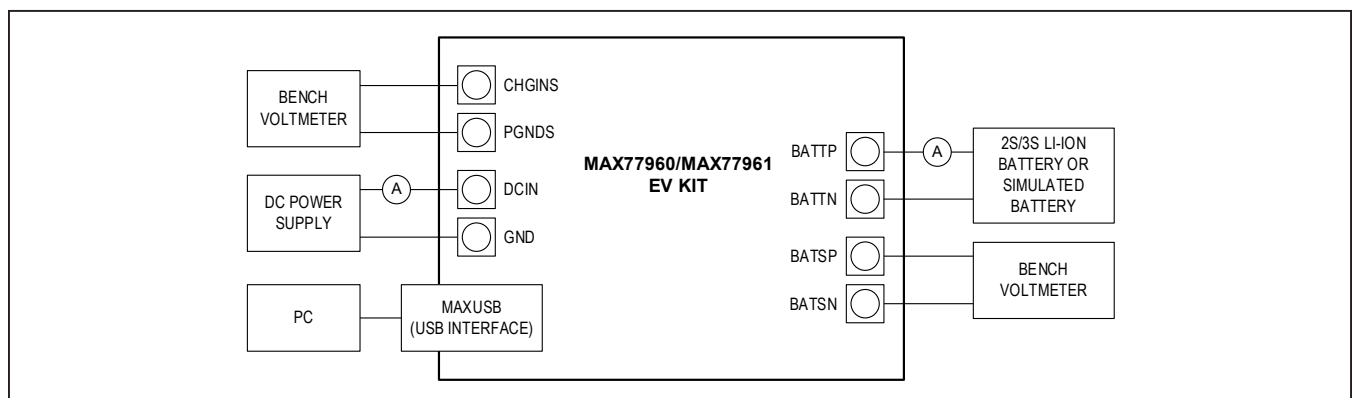 BENCH
VOLTMETER
CHGINS
PGNDS
DC POWER
SUPPLY
A
DCIN
GND
PC
MAXUSB
(USB INTERFACE)
MAX77960/MAX77961
EV KIT
BATTP
BATTN
A
2S/3S LI-ION
BATTERY OR
SIMULATED
BATTERY
BATSP
BATSN
BENCH
VOLTMETER